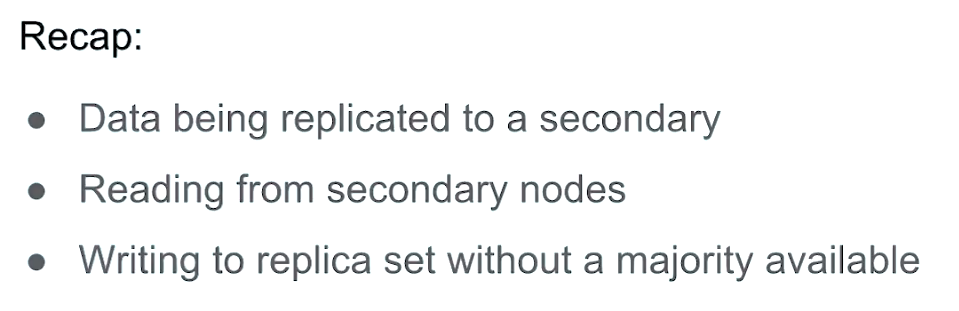 Recap:
● Data being replicated to a secondary
● Reading from secondary nodes
● Writing to replica set without a majority available